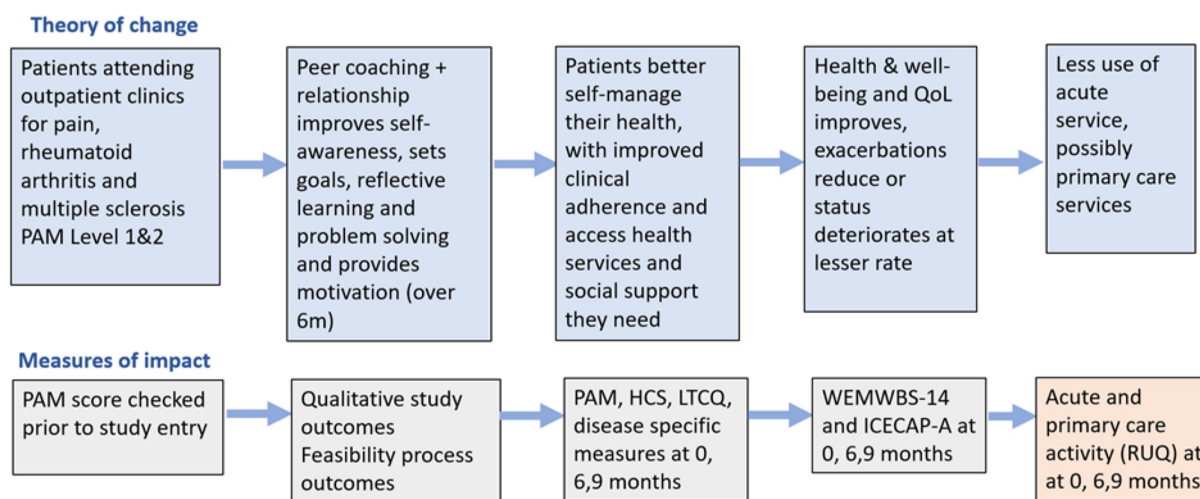 Theory of change
Patients attending
outpatient clinics
for pain,
rheumatoid
arthritis and
multiple sclerosis
PAM Level 1&2
Peer coaching +
relationship
improves self-
awareness, sets
goals, reflective
learning and
problem solving
and provides
motivation (over
6m)
Patients better
self-manage
their health,
with improved
clinical
adherence and
access health
services and
social support
they need
Health & well-
being and QoL
improves,
exacerbations
reduce or
status
deteriorates at
lesser rate
Less use of
acute
service,
possibly
primary care
services
Measures of impact
PAM score checked
prior to study entry
Qualitative study
outcomes
Feasibility process
outcomes
PAM, HCS, LTCQ,
disease specific
measures at 0,
6,9 months
WEMWBS-14
and ICECAP-A at
0, 6,9 months
Acute and
primary care
activity (RUQ) at
at 0, 6,9 months